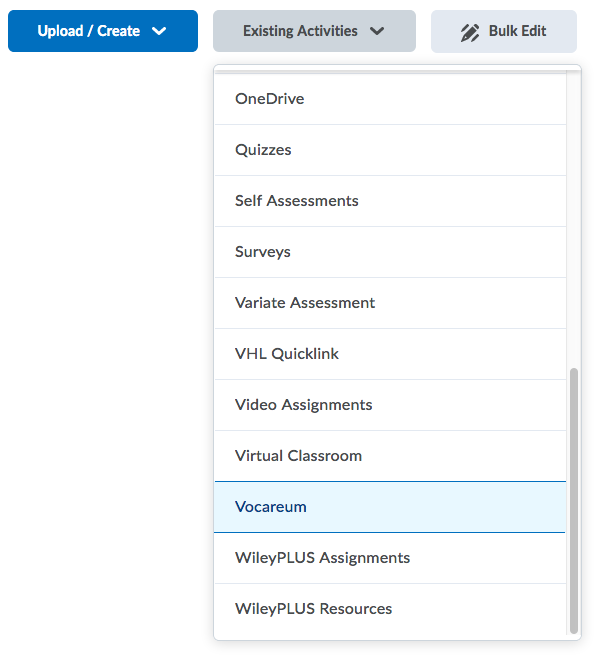 Upload / Create
Existing Activities
Bulk Edit
OneDrive
Quizzes
Self Assessments
Surveys
Variate Assessment
VHL Quicklink
Video Assignments
Virtual Classroom
Vocareum
WileyPLUS Assignments
WileyPLUS Resources